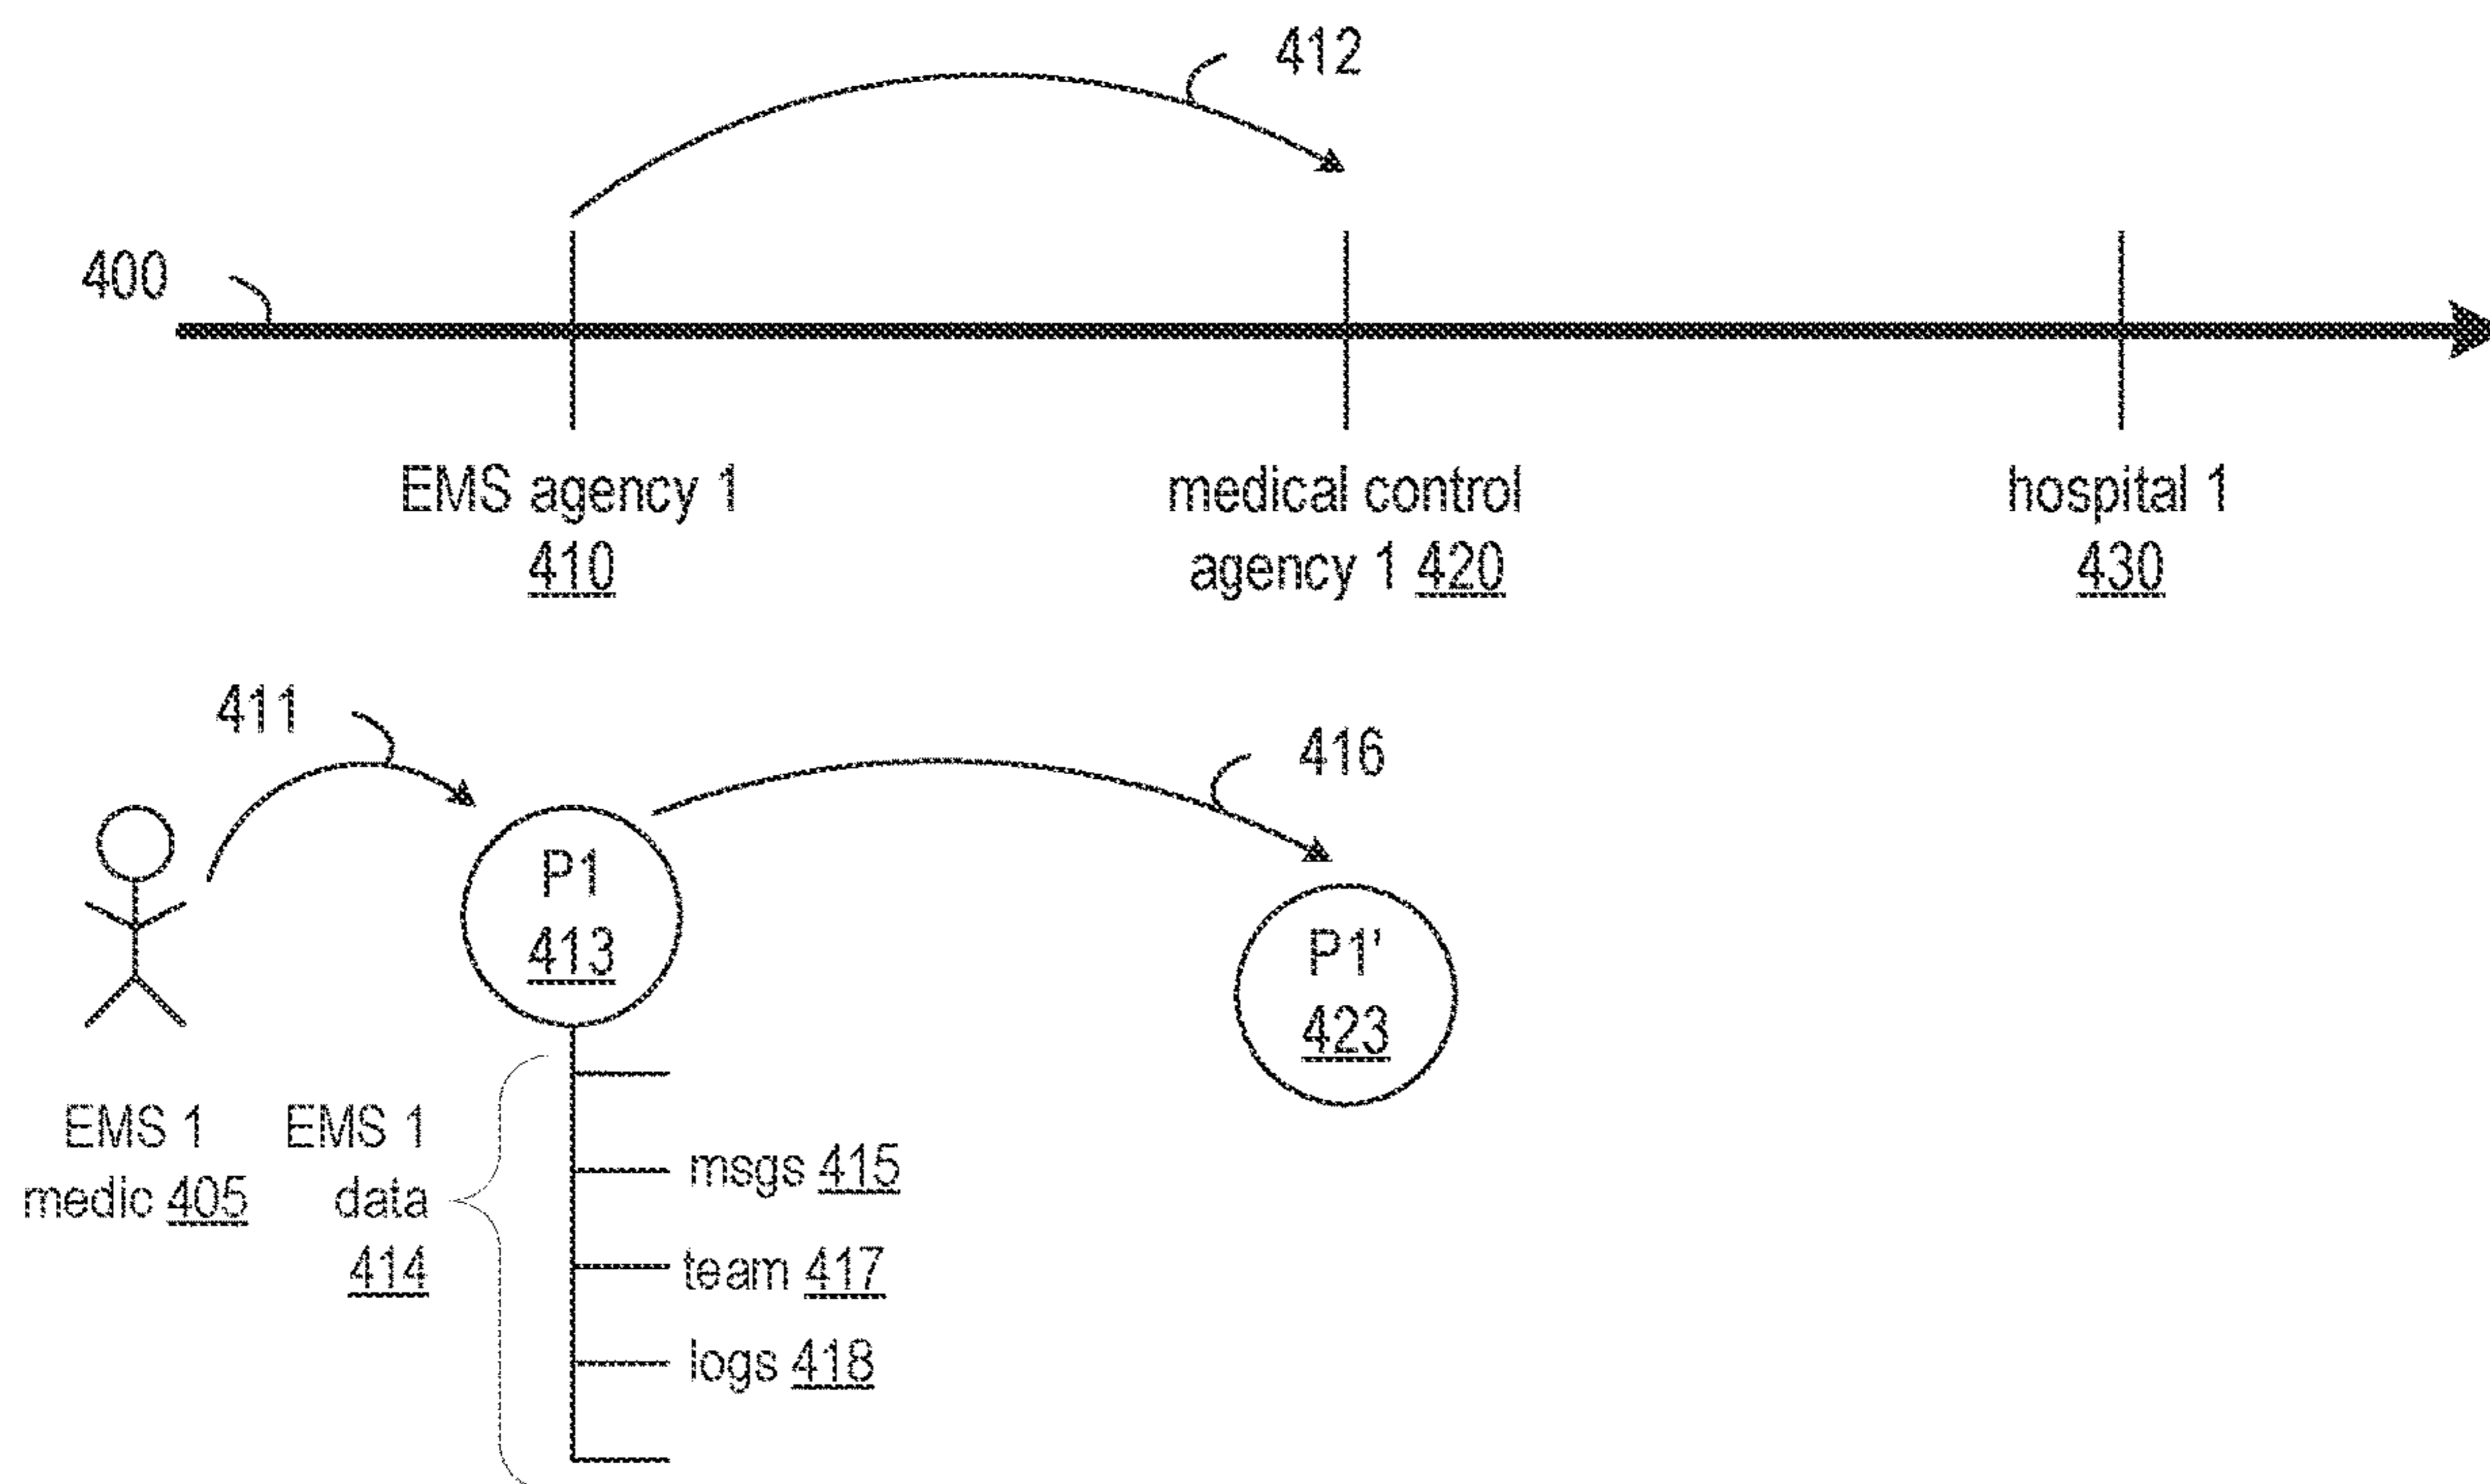 412
400
EMS agency 1
410
medical control
agency 1 420
hospital 1
430
411
416
P1
413
P1'
423
EMS 1
medic 405
EMS 1
data
414
msgs 415
team 417
logs 418